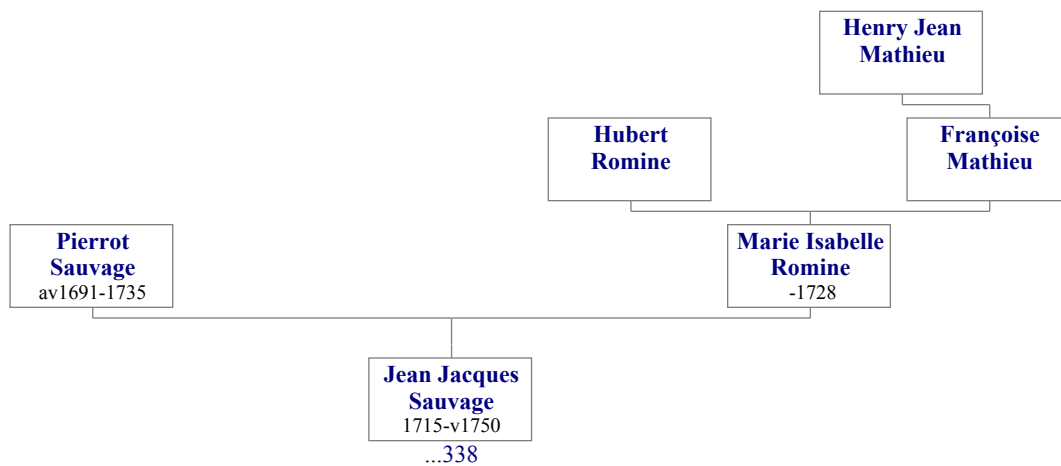 Henry Jean
Mathieu
Hubert
Romine
Françoise
Mathieu
Pierrot
Sauvage
av1691-1735
Marie Isabelle
Romine
-1728
Jean Jacques
Sauvage
1715-v1750
...338